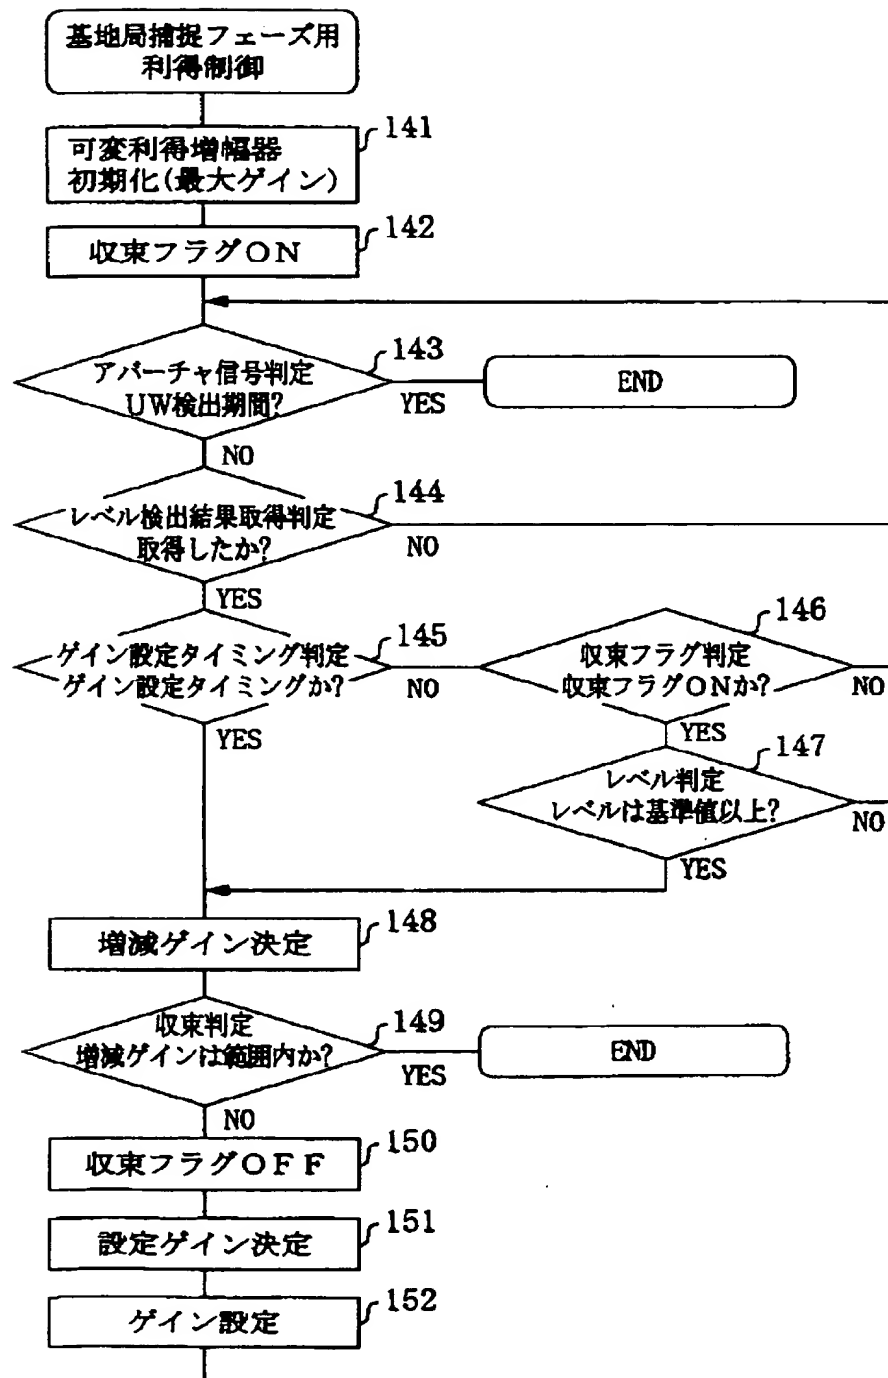 基地局捕捉フェーズ用
利得制御
141
可変利得増幅器
初期化(最大ゲイン)
142
収束フラグON
143
アパーチャ信号判定
UW検出期間?
YES
END
NO
144
レベル検出結果取得判定
取得したか?
NO
YES
145
ゲイン設定タイミング判定
ゲイン設定タイミングか?
NO
146
収束フラグ判定
収束フラグONか?
NO
YES
YES
147
レベル判定
レベルは基準値以上?
NO
YES
148
増減ゲイン決定
149
収束判定
増減ゲインは範囲内か?
YES
END
NO
150
収束フラグOFF
151
設定ゲイン決定
152
ゲイン設定